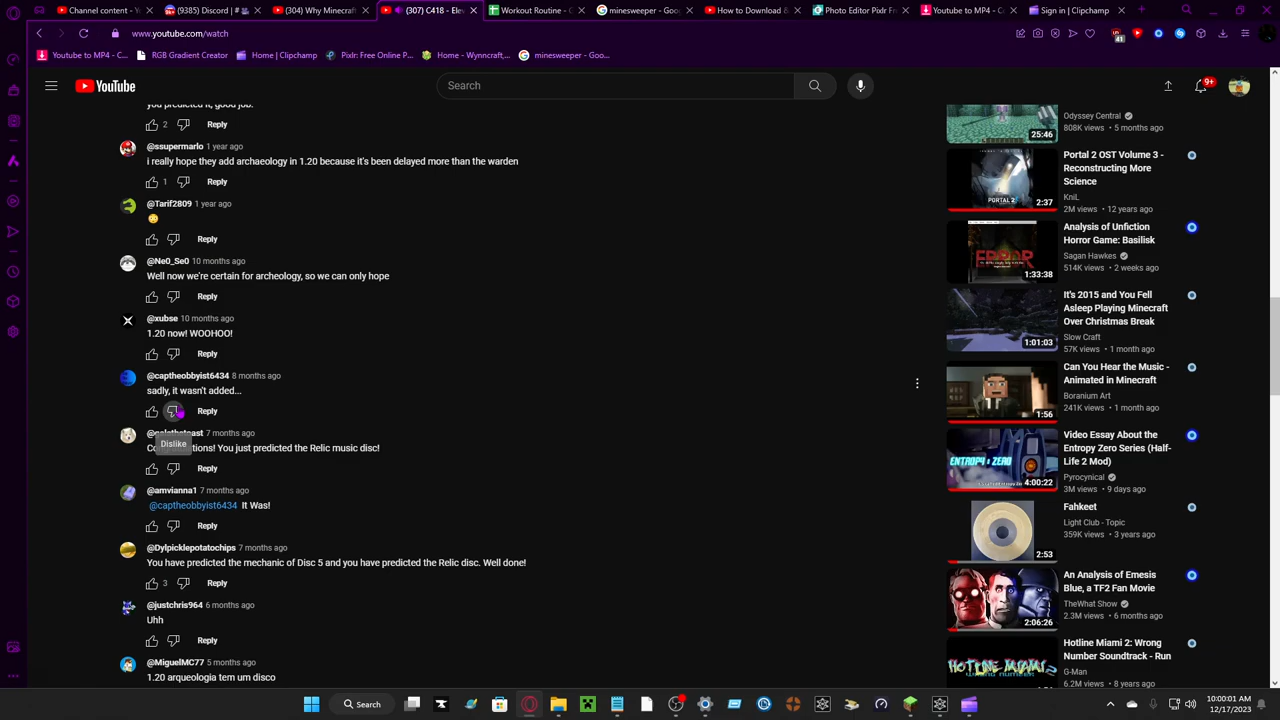 Channel content - You
(9385) Discord | #
(304) Why Minecraft
(307) C418 - Ele
Workout Routine - G
minesweeper - Goog
How to Download &
Photo Editor Pixlr Fr
Youtube to MP4 - C
Sign in | Clipchamp
www.youtube.com/watch
41
Youtube to MP4 - C...
RGB Gradient Creator
Home | Clipchamp
Pixlr: Free Online P...
Home - Wynncraft,...
minesweeper - Goo...
YouTube
Search
9+
you predicted it, good job.
2 Reply
@ssupermarlo 1 year ago
i really hope they add archaeology in 1.20 because it's been delayed more than the warden
1 Reply
@Tarif2809 1 year ago
😳
Reply
@Ne0_Se0 10 months ago
Well now we're certain for archeology, so we can only hope
Reply
@xubse 10 months ago
1.20 now! WOOHOO!
Reply
@captheobbyist6434 8 months ago
sadly, it wasn't added...
Reply
7 months ago
Dislike
You just predicted the Relic music disc!
Reply
@amvianna1 7 months ago
@captheobbyist6434 It Was!
Reply
@Dylpicklepotatochips 7 months ago
You have predicted the mechanic of Disc 5 and you have predicted the Relic disc. Well done!
3 Reply
@justchris964 6 months ago
Uhh
Reply
@MiguelMC77 5 months ago
1.20 arqueologia tem um disco
25:46
Odyssey Central
808K views • 5 months ago
PORTAL 2
2:37
Portal 2 OST Volume 3 -
Reconstructing More
Science
KniL
2M views • 12 years ago
ERROR
1:33:38
Analysis of Unfiction
Horror Game: Basilisk
Sagan Hawkes
514K views • 2 weeks ago
1:01:03
It's 2015 and You Fell
Asleep Playing Minecraft
Over Christmas Break
Slow Craft
57K views • 1 month ago
1:56
Can You Hear the Music -
Animated in Minecraft
Boranium Art
241K views • 1 month ago
ENTROPY : ZERO
4:00:22
Video Essay About the
Entropy Zero Series (Half-
Life 2 Mod)
Pyrocynical
3M views • 9 days ago
2:53
Fahkeet
Light Club - Topic
359K views • 3 years ago
2:06:26
An Analysis of Emesis
Blue, a TF2 Fan Movie
TheWhat Show
2.3M views • 6 months ago
HOTLINE MIAMI 2
WRONG NUMBER
Hotline Miami 2: Wrong
Number Soundtrack - Run
G-Man
6.2M views • 8 years ago
Search
10:00:01 AM
12/17/2023